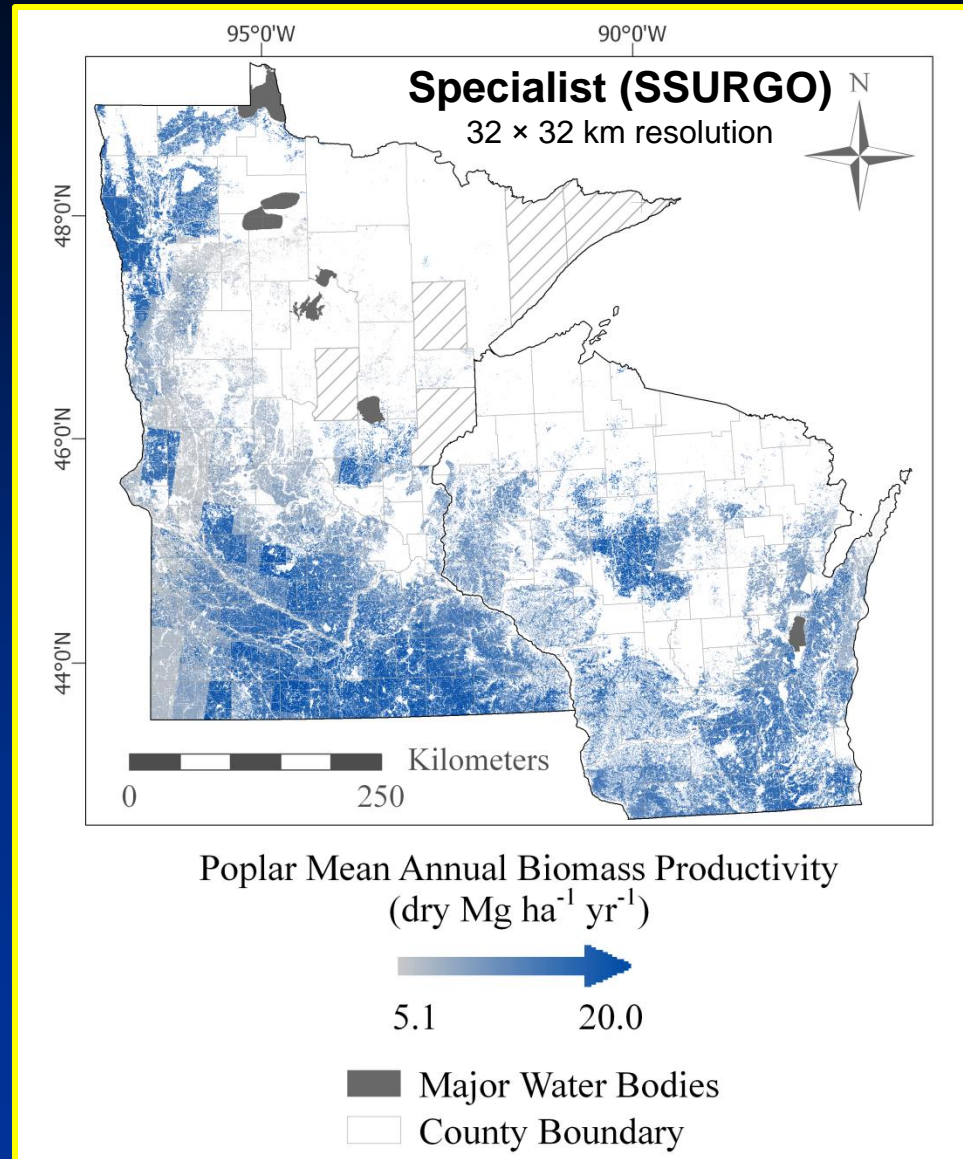 95°0'W 90°0'W
Specialist (SSURGO)
32 × 32 km resolution
N
48°0'N
46°0'N
44°0'N
Kilometers
0 250
Poplar Mean Annual Biomass Productivity
(dry Mg ha⁻¹ yr⁻¹)
5.1 20.0
Major Water Bodies
County Boundary